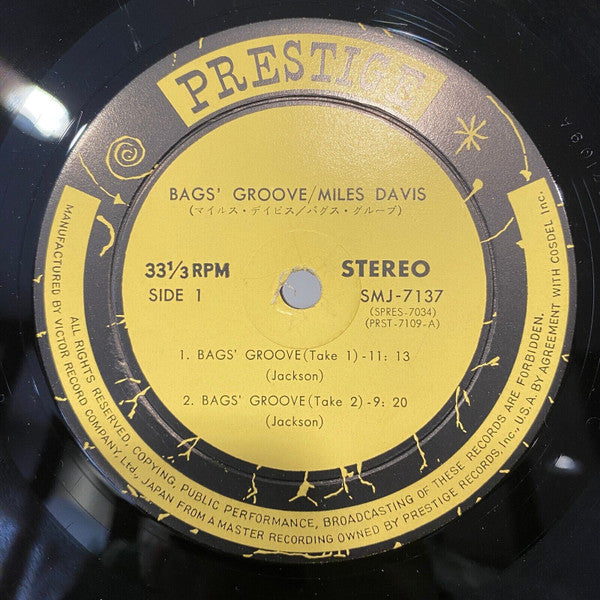 PRESTIGE
BAGS' GROOVE/MILES DAVIS
(マイルス・デイビス/バグス・グルーブ)
33⅓ RPM
STEREO
SIDE 1
SMJ-7137
(SPRES-7034)
(PRST-7109-A)
1. BAGS' GROOVE (Take 1)-11: 13
(Jackson)
2. BAGS' GROOVE (Take 2)-9: 20
(Jackson)
ALL RIGHTS RESERVED. COPYING, PUBLIC PERFORMANCE, BROADCASTING OF THESE RECORDS ARE FORBIDDEN.
MANUFACTURED BY VICTOR RECORD COMPANY, Ltd., JAPAN FROM A MASTER RECORDING OWNED BY PRESTIGE RECORDS, Inc., U.S.A. BY AGREEMENT WITH COSDEL Inc.